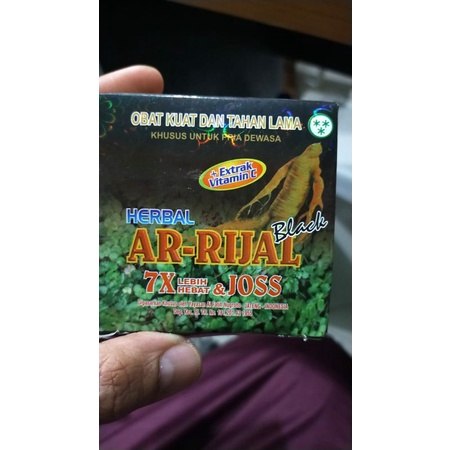 OBAT KUAT DAN TAHAN LAMA
KHUSUS UNTUK PRIA DEWASA
+ Extrak
Vitamin C
HERBAL
Black
AR-RIJAL
7X LEBIH HEBAT & JOSS
INDONESIA